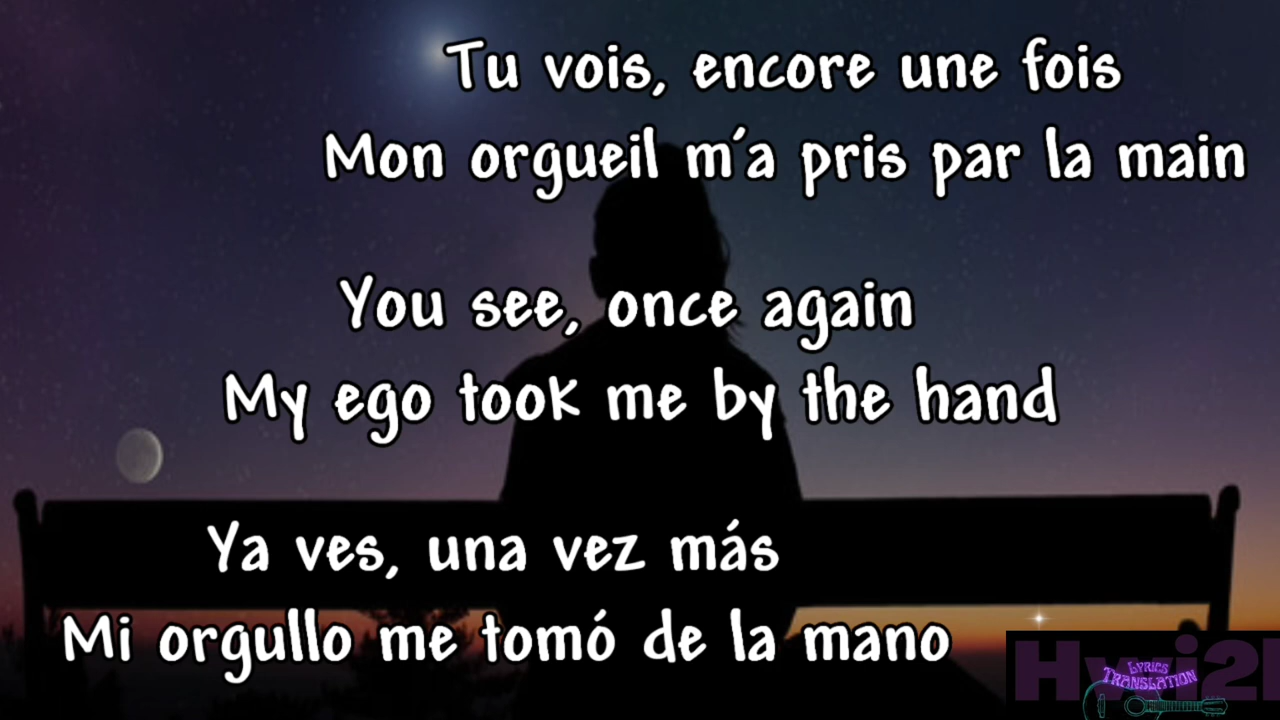 Tu vois, encore une fois
Mon orgueil m'a pris par la main
You see, once again
My ego took me by the hand
Ya ves, una vez más
Mi orgullo me tomó de la mano
LYRICS
TRANSLATION